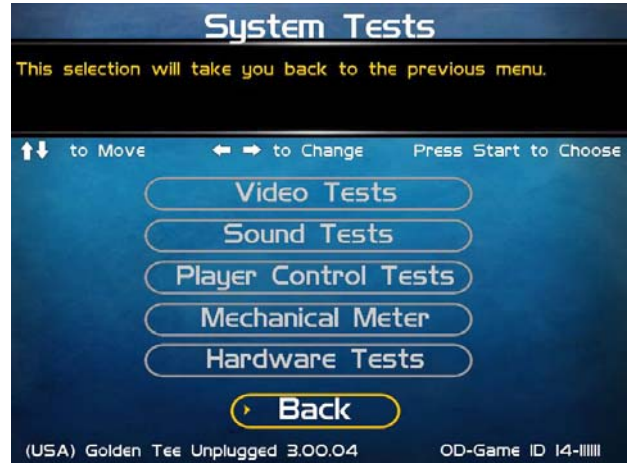 System Tests
This selection will take you back to the previous menu.
to Move to Change Press Start to Choose
Video Tests
Sound Tests
Player Control Tests
Mechanical Meter
Hardware Tests
Back
(USA) Golden Tee Unplugged 3.00.04 OD-Game ID 14-111111